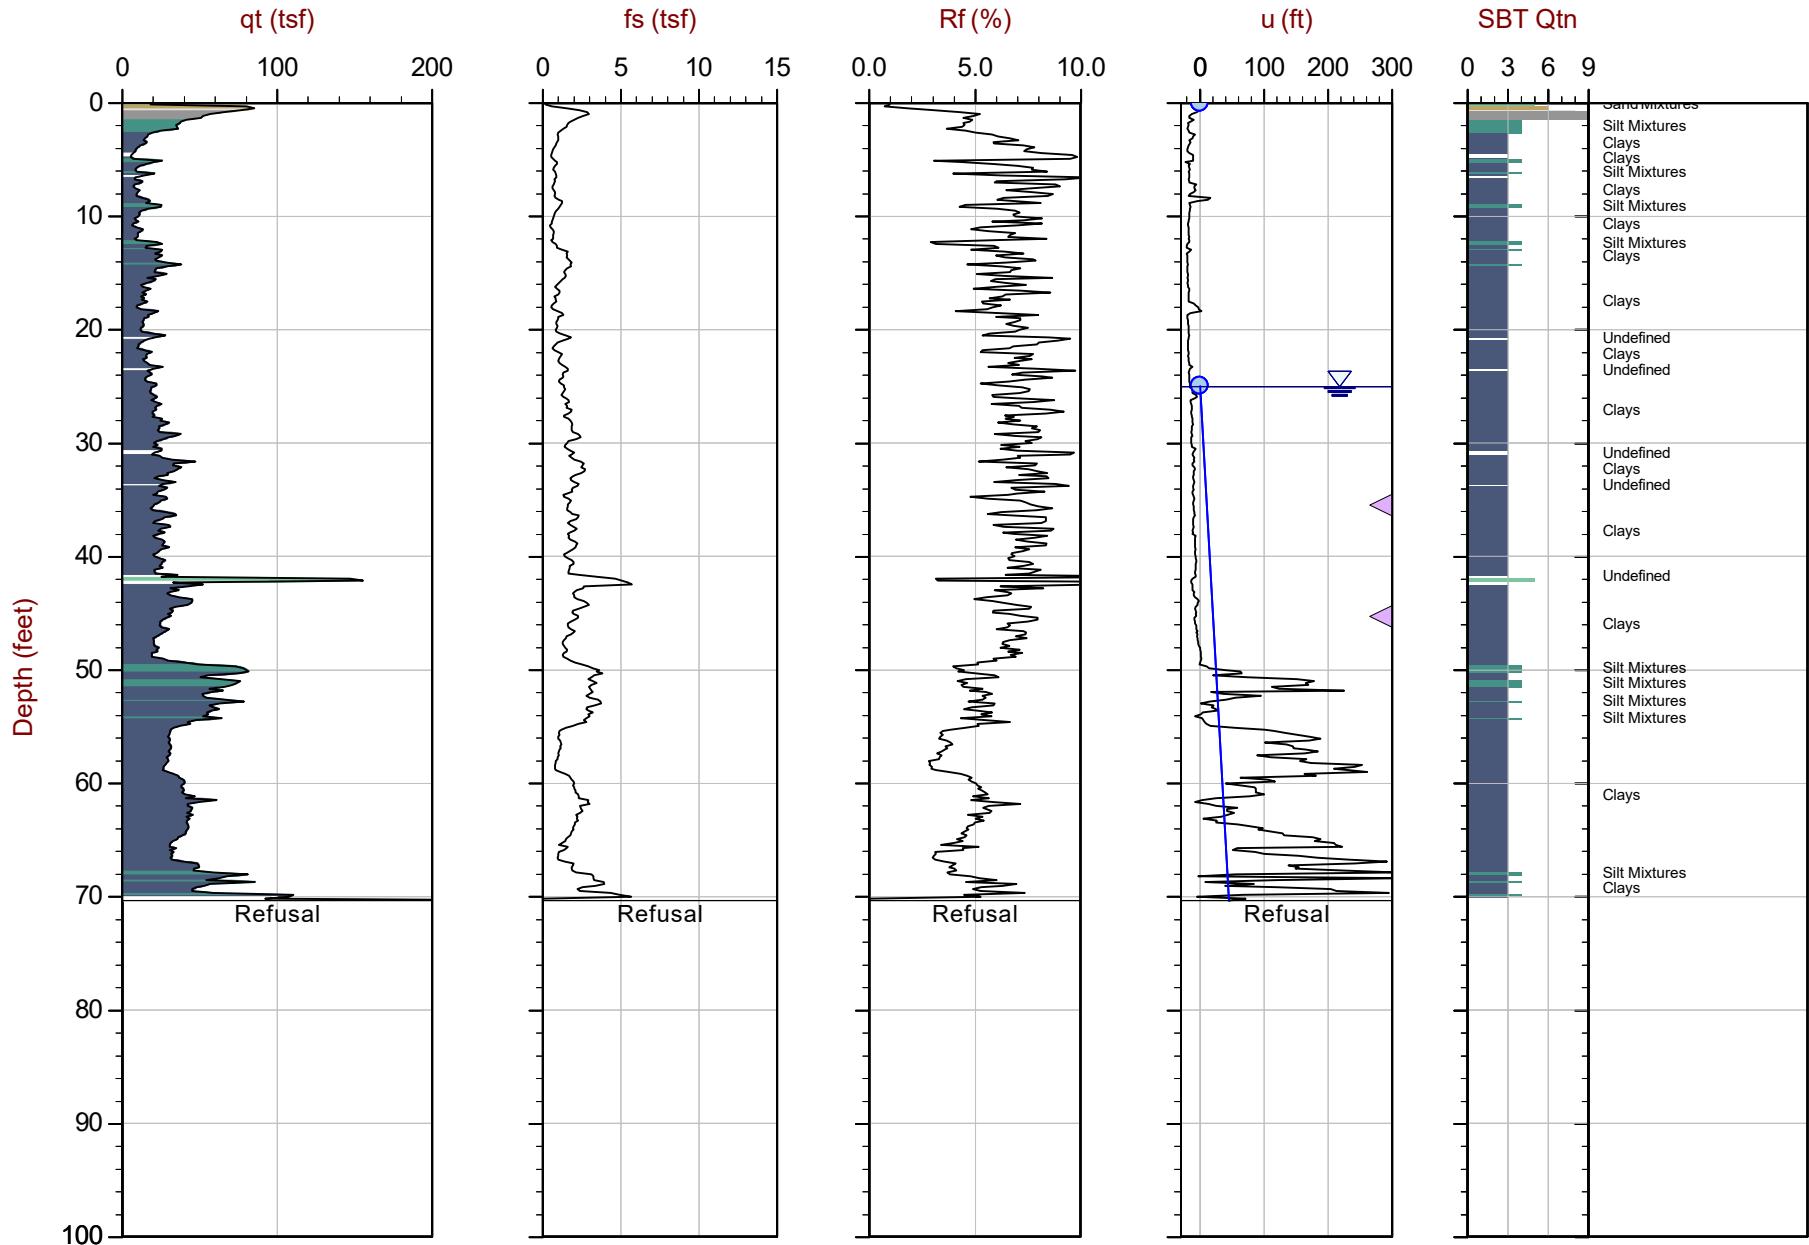 qt (tsf)
fs (tsf)
Rf (%)
u (ft)
SBT Qtn
0 100 200
0 5 10 15
0.0 5.0 10.0
0 100 200 300
0 3 6 9
0
10
20
30
40
50
60
70
80
90
100
Depth (feet)
Sand Mixtures
Silt Mixtures
Clays
Clays
Silt Mixtures
Clays
Silt Mixtures
Clays
Silt Mixtures
Clays
Clays
Undefined
Clays
Undefined
Clays
Undefined
Clays
Undefined
Clays
Undefined
Clays
Silt Mixtures
Silt Mixtures
Silt Mixtures
Silt Mixtures
Clays
Silt Mixtures
Clays
Refusal
Refusal
Refusal
Refusal